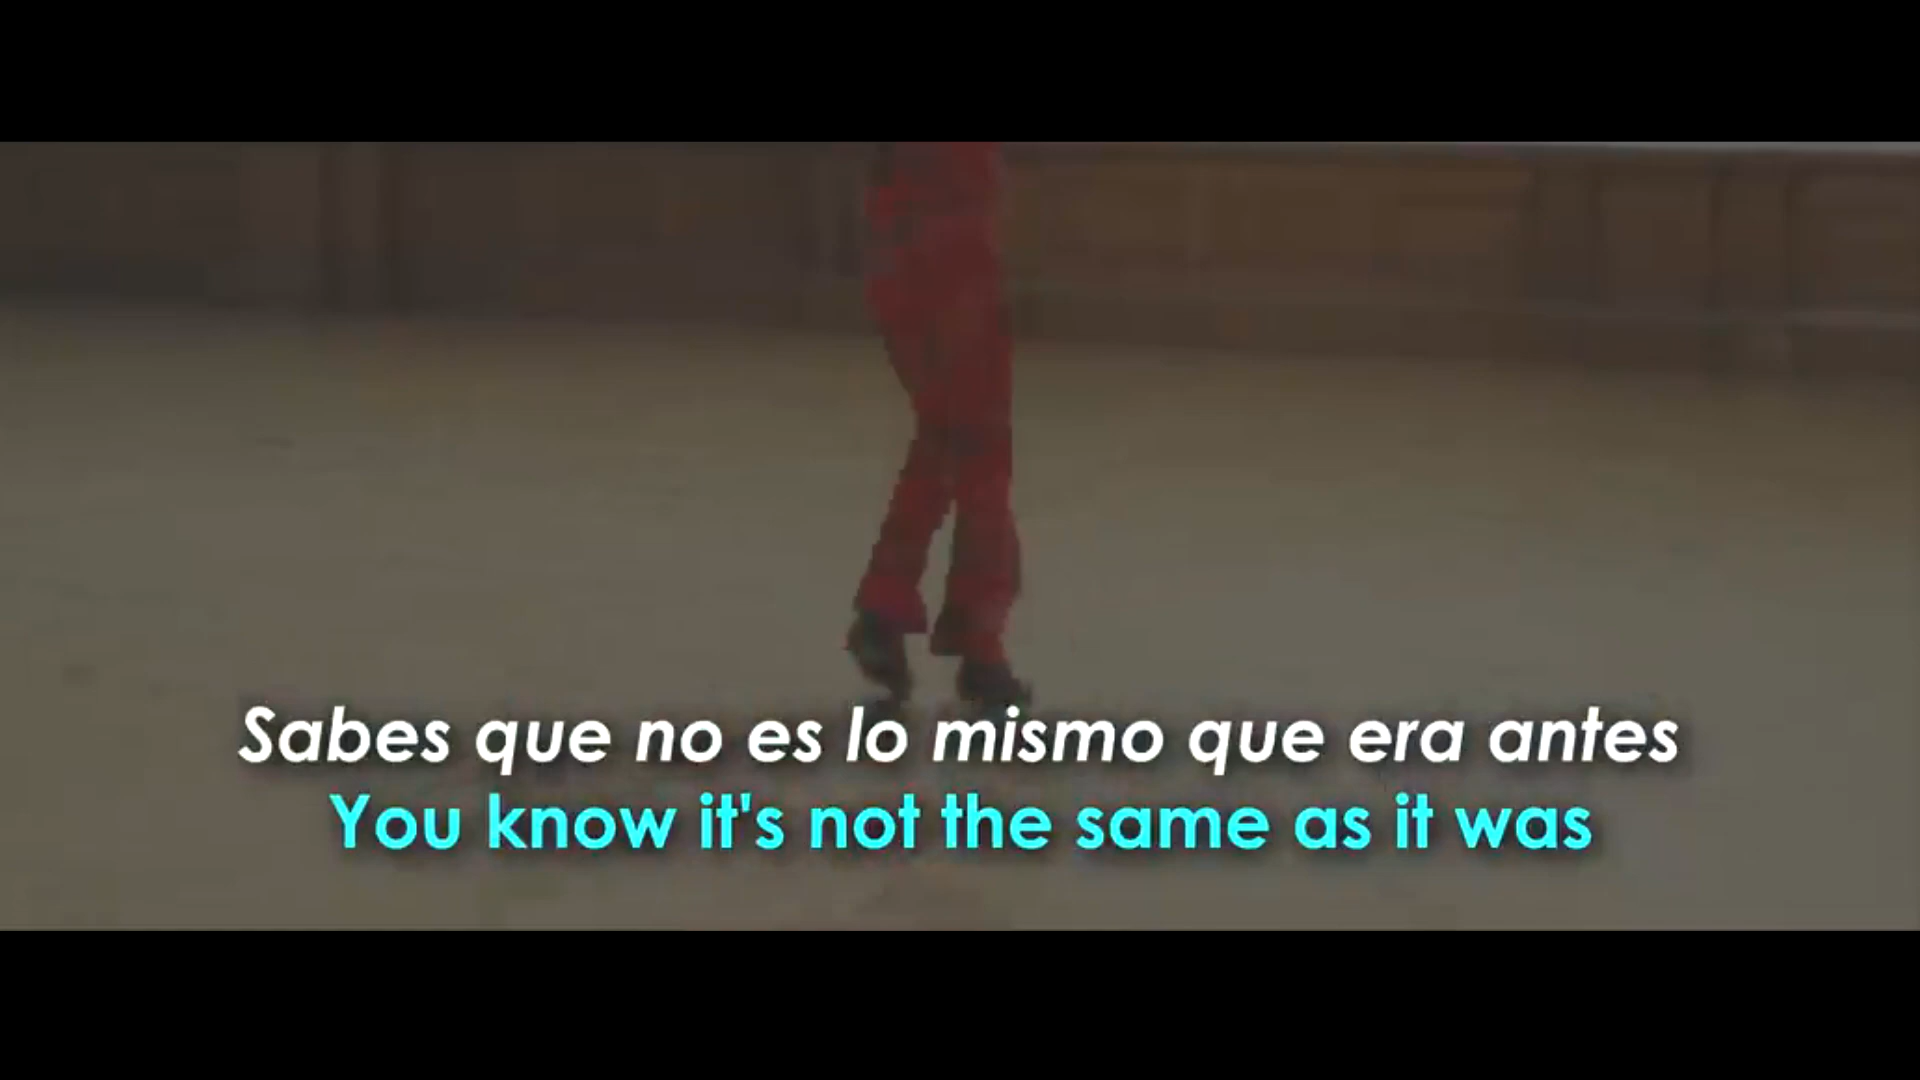 Sabes que no es lo mismo que era antes
You know it's not the same as it was